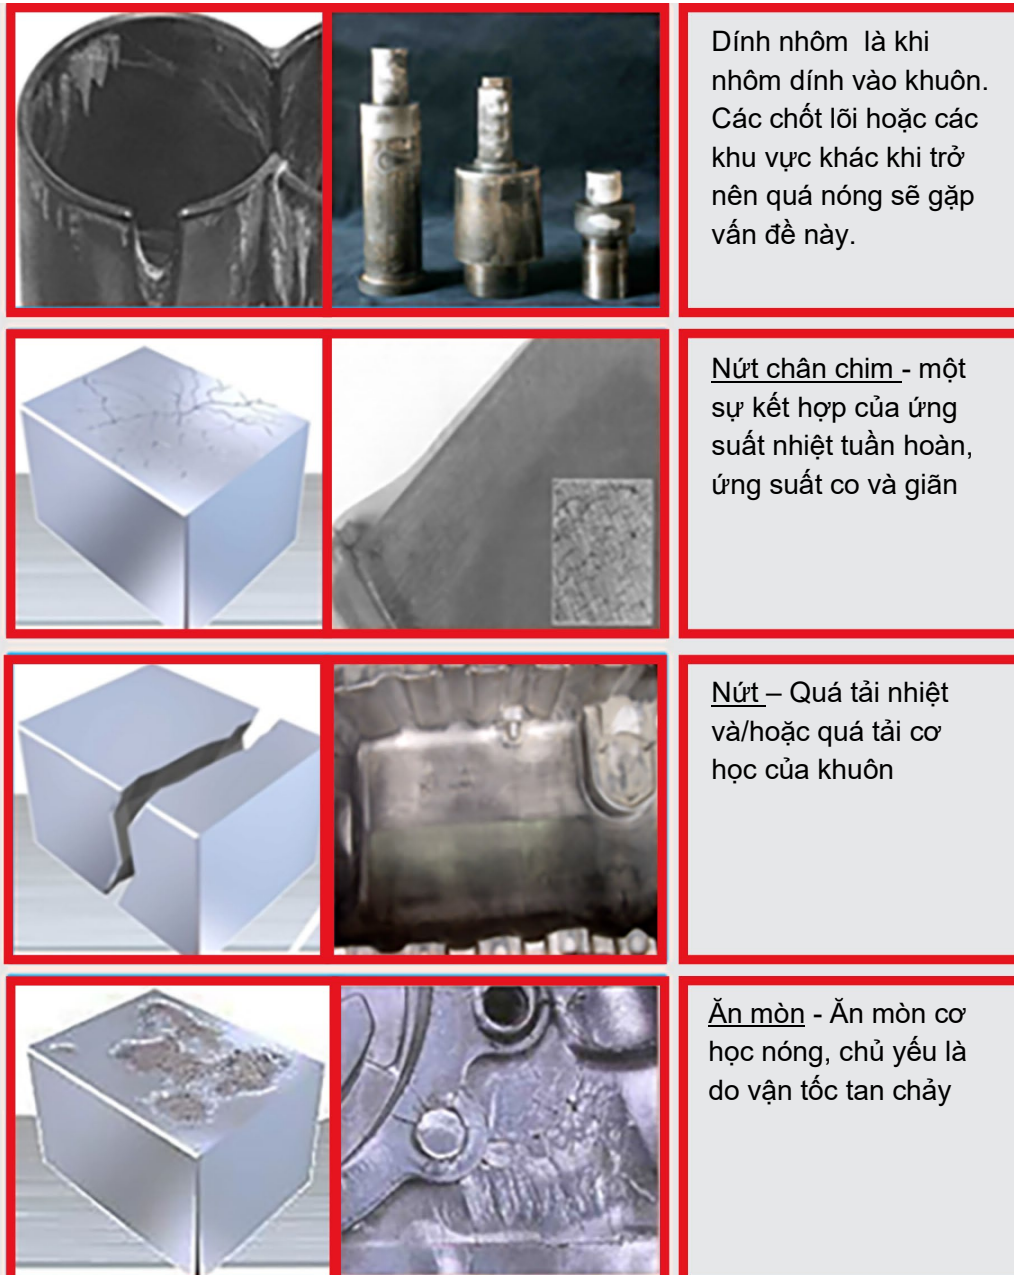 Dính nhôm  là khi
nhôm dính vào khuôn.
Các chốt lõi hoặc các
khu vực khác khi trở
nên quá nóng sẽ gặp
vấn đề này.
Nứt chân chim - một
sự kết hợp của ứng
suất nhiệt tuần hoàn,
ứng suất co và giãn
Nứt – Quá tải nhiệt
và/hoặc quá tải cơ
học của khuôn
Ăn mòn - Ăn mòn cơ
học nóng, chủ yếu là
do vận tốc tan chảy